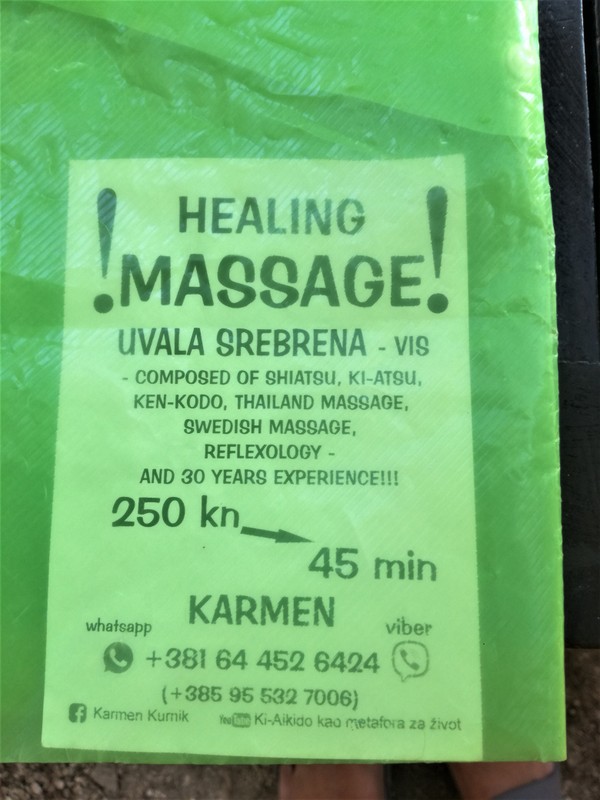 ! HEALING !
MASSAGE
UVALA SREBRENA - VIS
- COMPOSED OF SHIATSU, KI-ATSU,
KEN-KODO, THAILAND MASSAGE,
SWEDISH MASSAGE,
REFLEXOLOGY -
AND 30 YEARS EXPERIENCE!!!
250 kn
45 min
KARMEN
whatsapp viber
+381 64 452 6424
(+385 95 532 7006)
f Karmen Kurnik YouTube Ki-Aikido kao metafora za život